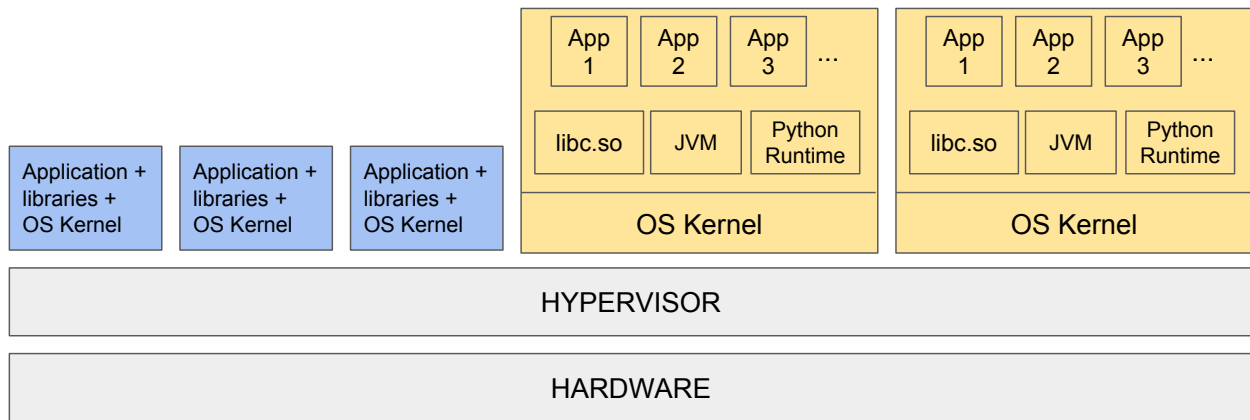 App
1
App
2
App
3
...
libc.so
JVM
Python
Runtime
OS Kernel
App
1
App
2
App
3
...
libc.so
JVM
Python
Runtime
OS Kernel
Application +
libraries +
OS Kernel
Application +
libraries +
OS Kernel
Application +
libraries +
OS Kernel
HYPERVISOR
HARDWARE